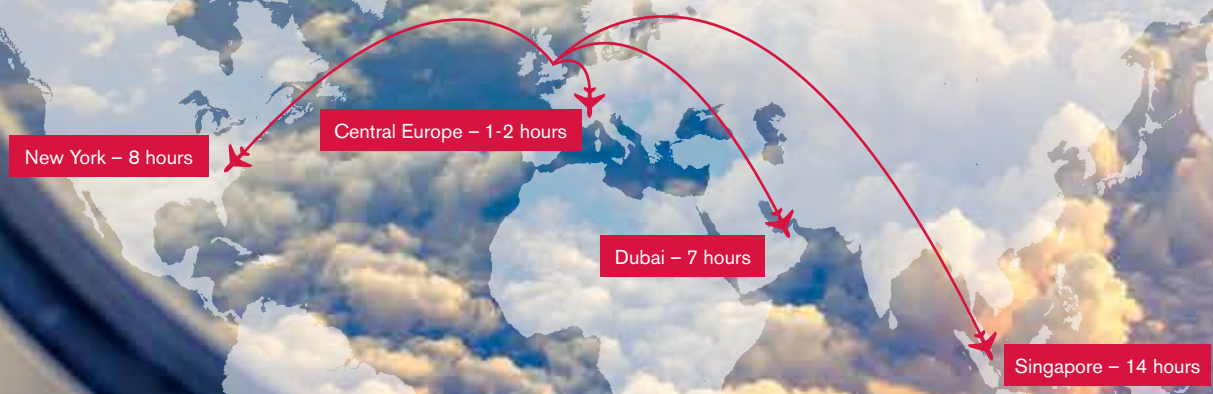 New York – 8 hours
Central Europe – 1-2 hours
Dubai – 7 hours
Singapore – 14 hours